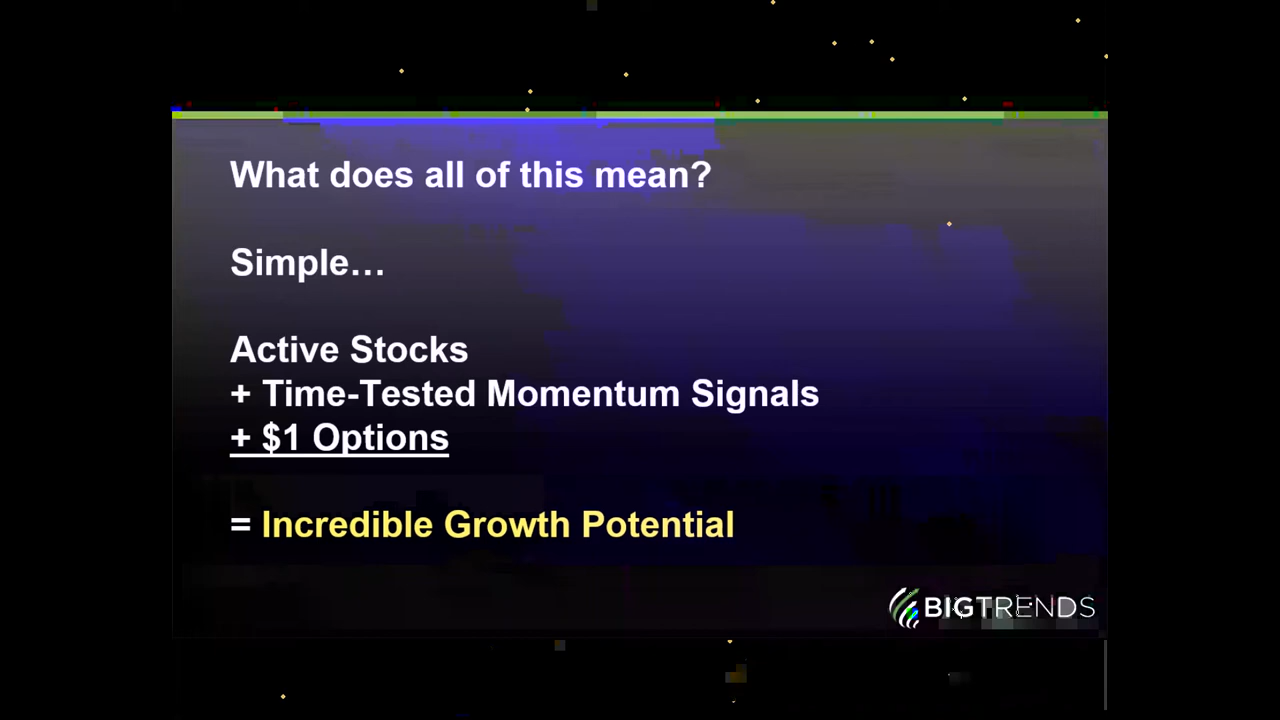 What does all of this mean?
Simple…
Active Stocks
+ Time-Tested Momentum Signals
+ $1 Options
= Incredible Growth Potential
BIGTRENDS